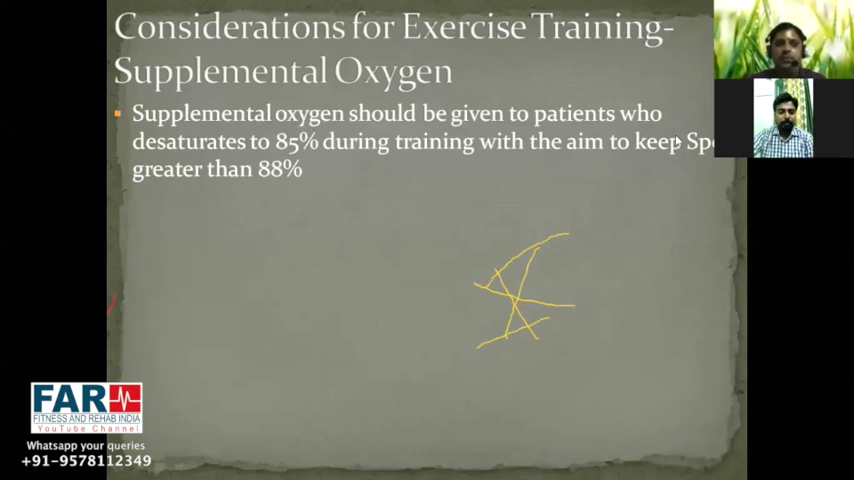 Considerations for Exercise Training-
Supplemental Oxygen
Supplemental oxygen should be given to patients who
desaturates to 85% during training with the aim to keep
greater than 88%
FAR
FITNESS AND REHAB INDIA
YouTube Channel
Whatsapp your queries
+91-9578112349